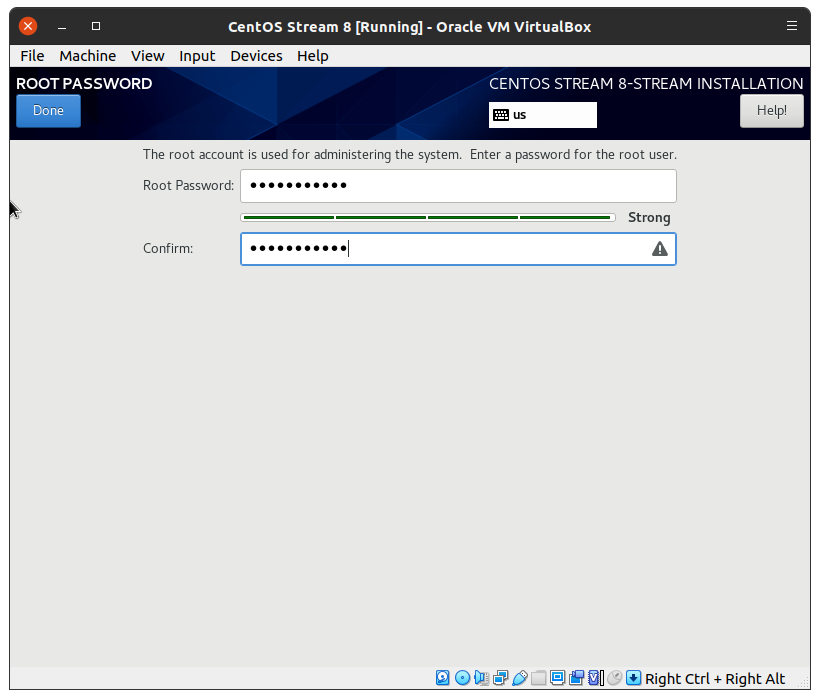 CentOS Stream 8 [Running] - Oracle VM VirtualBox
File Machine View Input Devices Help
ROOT PASSWORD
CENTOS STREAM 8-STREAM INSTALLATION
Done
us
Help!
The root account is used for administering the system. Enter a password for the root user.
Root Password: •••••••••••
Strong
Confirm: •••••••••••
Right Ctrl + Right Alt